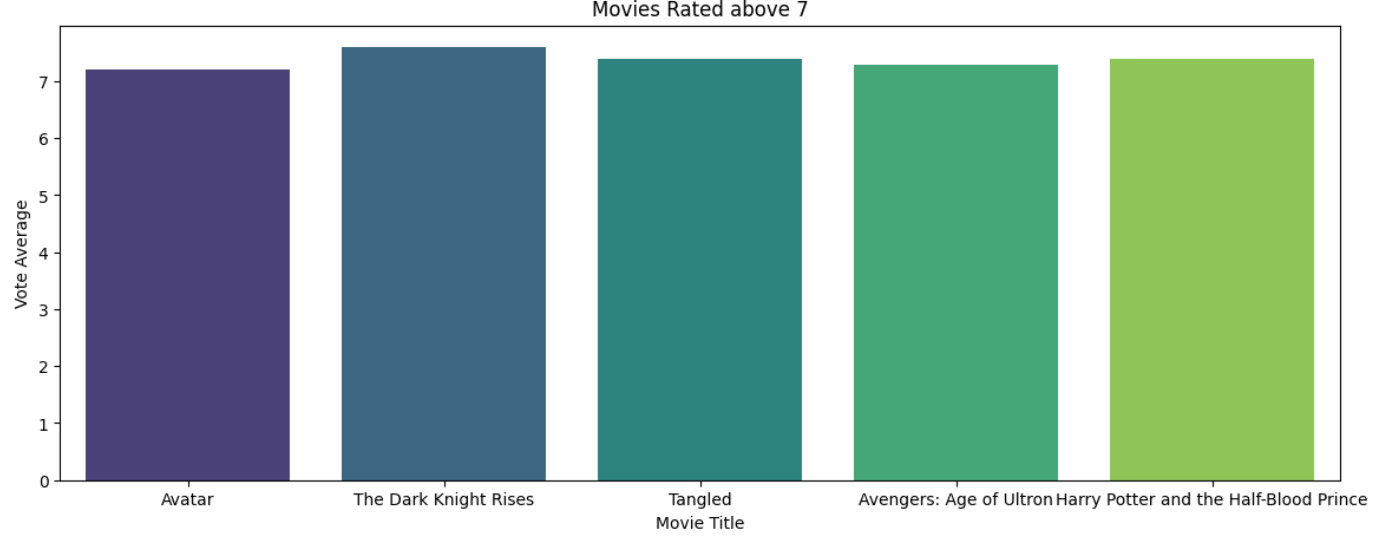 Movies Rated above 7
Vote Average
7
6
5
4
3
2
1
0
Avatar The Dark Knight Rises Tangled Avengers: Age of Ultron Harry Potter and the Half-Blood Prince
Movie Title